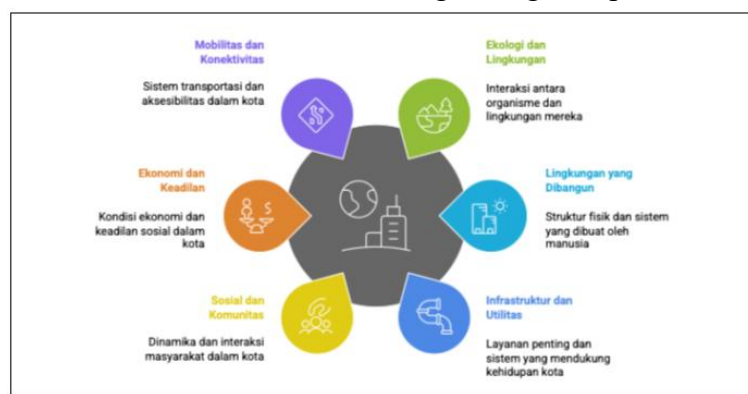 Mobilitas dan
Konektivitas
Sistem transportasi dan
aksesibilitas dalam kota
Ekologi dan
Lingkungan
Interaksi antara
organisme dan
lingkungan mereka
Ekonomi dan
Keadilan
Kondisi ekonomi dan
keadilan sosial dalam
kota
Lingkungan yang
Dibangun
Struktur fisik dan sistem
yang dibuat oleh
manusia
Sosial dan
Komunitas
Dinamika dan interaksi
masyarakat dalam kota
Infrastruktur dan
Utilitas
Layanan penting dan
sistem yang mendukung
kehidupan kota